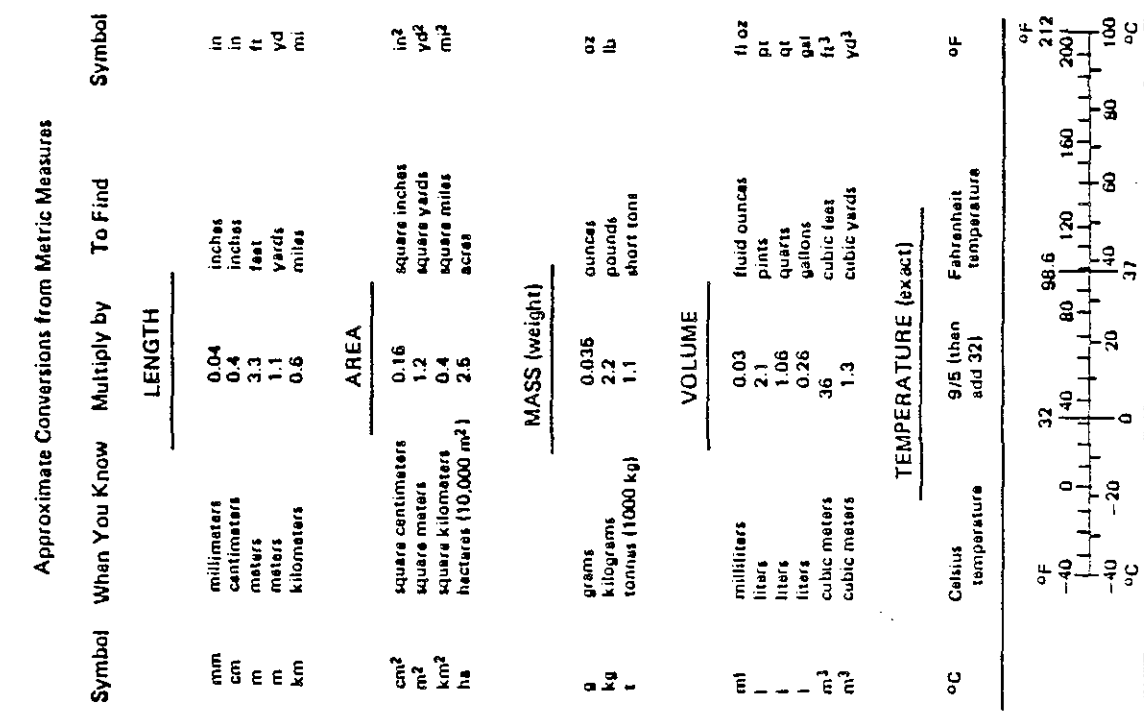 Approximate Conversions from Metric Measures
Symbol When You Know Multiply by To Find Symbol
LENGTH
mm millimeters 0.04 inches in
cm centimeters 0.4 inches in
m meters 3.3 feet ft
m meters 1.1 yards yd
km kilometers 0.6 miles mi
AREA
cm² square centimeters 0.16 square inches in²
m² square meters 1.2 square yards yd²
km² square kilometers 0.4 square miles mi²
ha hectares (10,000 m²) 2.5 acres
MASS (weight)
g grams 0.035 ounces oz
kg kilograms 2.2 pounds lb
t tonnes (1000 kg) 1.1 short tons
VOLUME
ml milliliters 0.03 fluid ounces fl oz
l liters 2.1 pints pt
l liters 1.06 quarts qt
l liters 0.26 gallons gal
m³ cubic meters 36 cubic feet ft³
m³ cubic meters 1.3 cubic yards yd³
TEMPERATURE (exact)
°C Celsius 9/5 (then Fahrenheit °F
temperature add 32) temperature
°F 32 98.6 °F
212
-40 0 40 80 120 160 200
-40 -20 0 20 40 60 80 100
°C 37 °C